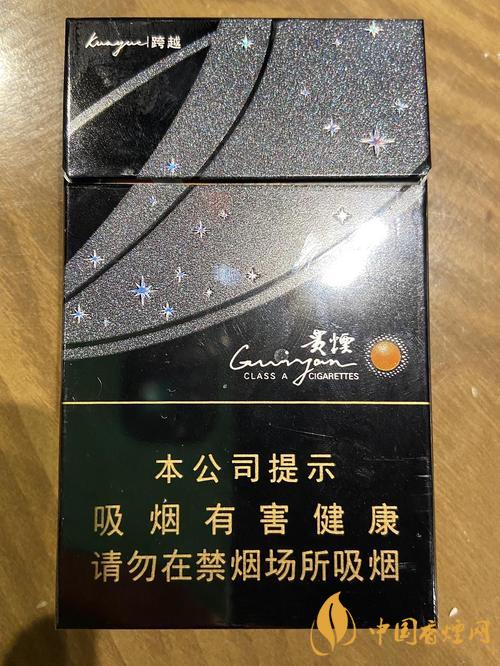 Kuayue|跨越
贵煙
Guiyan
CLASS A CIGARETTES
本公司提示
吸烟有害健康
请勿在禁烟场所吸烟
中国香烟网